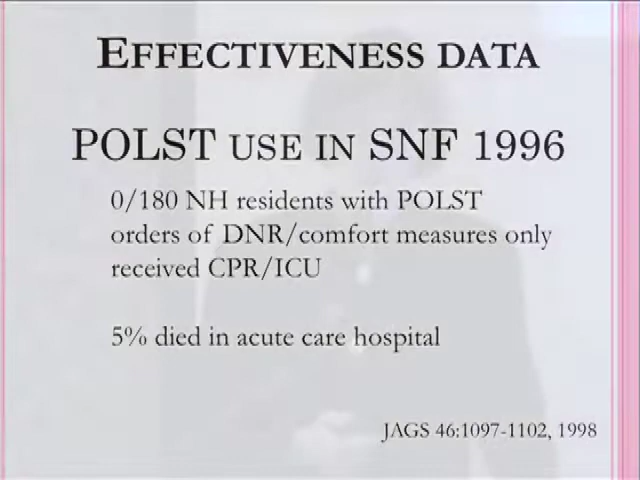 EFFECTIVENESS DATA
POLST USE IN SNF 1996
0/180 NH residents with POLST
orders of DNR/comfort measures only
received CPR/ICU
5% died in acute care hospital
JAGS 46:1097-1102, 1998